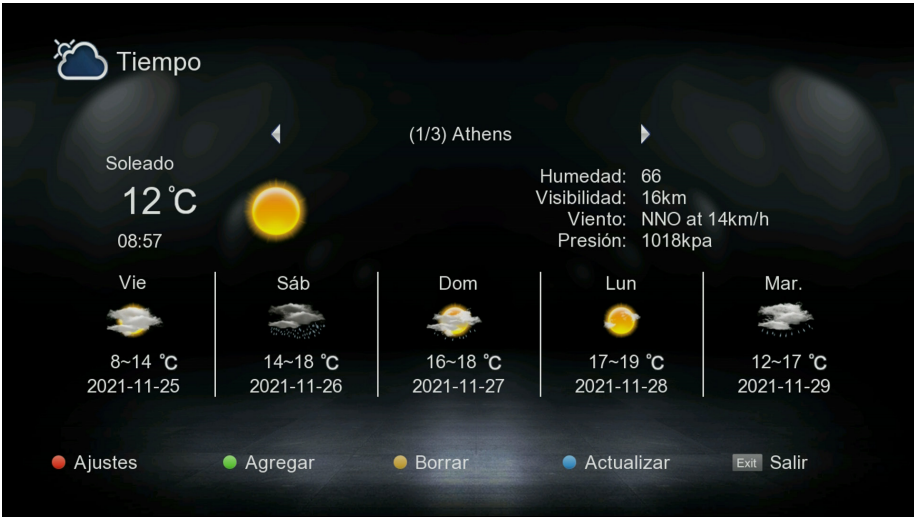 Tiempo
(1/3) Athens
Soleado
12 °C
08:57
Humedad: 66
Visibilidad: 16km
Viento: NNO at 14km/h
Presión: 1018kpa
Vie Sáb Dom Lun Mar.
8~14 °C 14~18 °C 16~18 °C 17~19 °C 12~17 °C
2021-11-25 2021-11-26 2021-11-27 2021-11-28 2021-11-29
Ajustes Agregar Borrar Actualizar Exit Salir